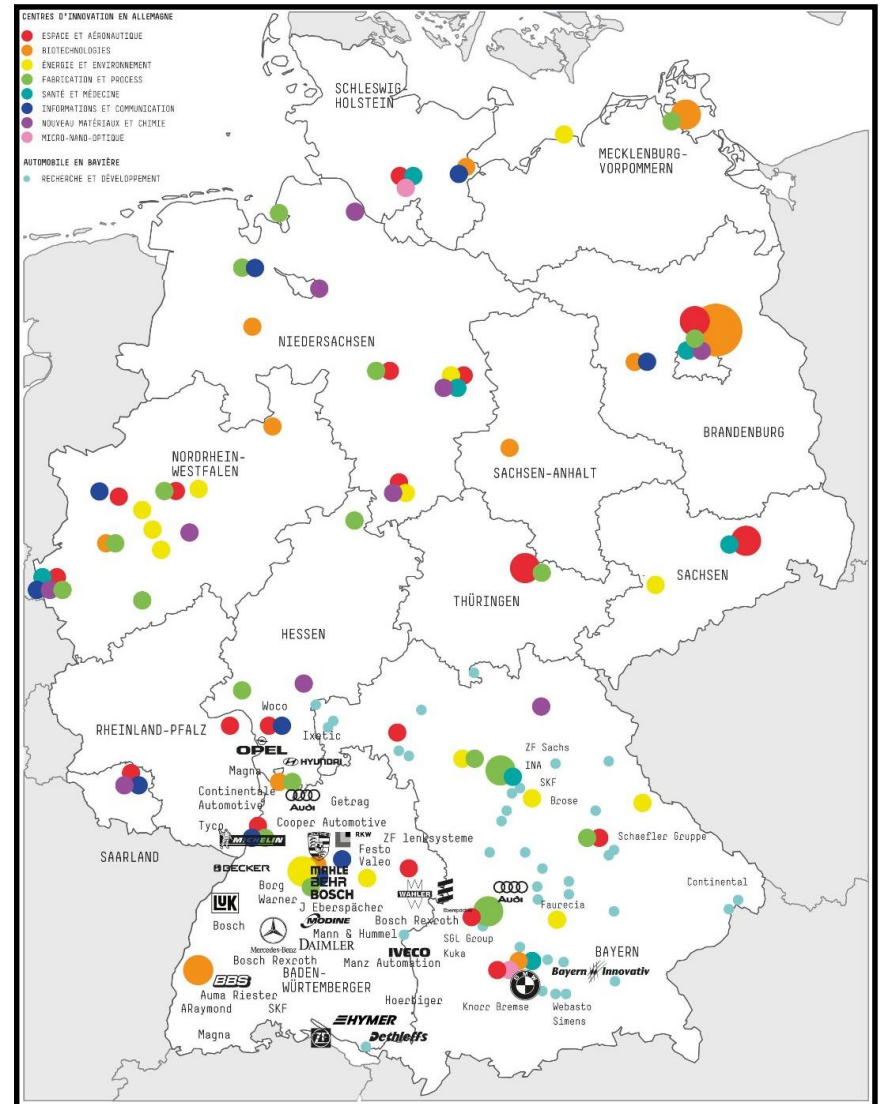 CENTRES D'INNOVATION EN ALLEMAGNE
ESPACE ET AÉRONAUTIQUE
BIOTECHNOLOGIES
ÉNERGIE ET ENVIRONNEMENT
FABRICATION ET PROCESS
SANTÉ ET MÉDECINE
INFORMATIONS ET COMMUNICATION
NOUVEAU MATÉRIAUX ET CHIMIE
MICRO-NANO-OPTIQUE
AUTOMOBILE EN BAVIÈRE
RECHERCHE ET DÉVELOPPEMENT
SCHLESWIG-
HOLSTEIN
MECKLENBURG-
VORPOMMERN
NIEDERSACHSEN
BRANDENBURG
NORDRHEIN-
WESTFALEN
SACHSEN-ANHALT
SACHSEN
THÜRINGEN
HESSEN
RHEINLAND-PFALZ
Woco
Ixetic
OPEL
HYUNDAI
Magna
Continentale
Automotive
Audi
Getrag
Tyco
Cooper Automotive
MICHELIN
RKW
Festo
Valeo
ZF lenksysteme
SAARLAND
BECKER
MAHLE
BEHR
BOSCH
WAHLER
Eberspächer
Borg
Warner
LUK
J Eberspächer
Bosch
MODINE
Bosch Rexroth
Mercedes-Benz
Mann & Hummel
DAIMLER
Bosch Rexroth
IVECO
Manz Automation
BADEN-
WÜRTEMBERGER
BBS
Auma Riester
ARaymond
SKF
Hoerbiger
Magna
HYMER
ZF
Dethleffs
ZF Sachs
INA
SKF
Brose
Schaefler Gruppe
Continental
Audi
Faurecia
SGL Group
Kuka
BAYERN
Bayern Innovativ
BMW
Knorr Bremse
Webasto
Simens